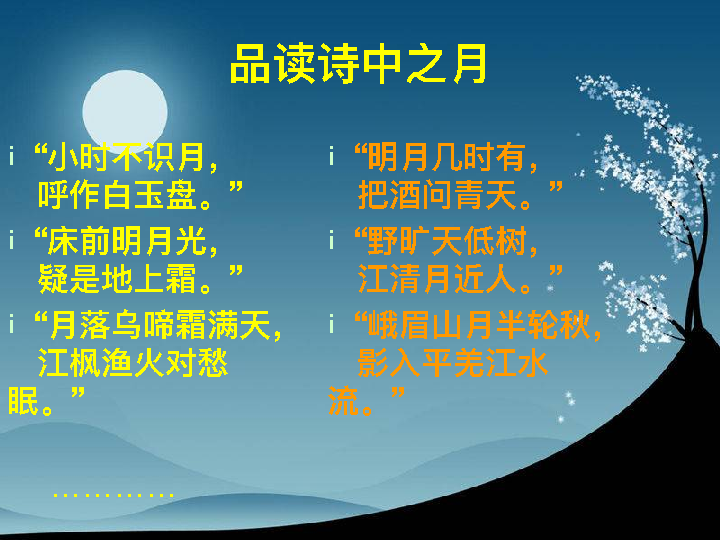 品读诗中之月
i “小时不识月，
呼作白玉盘。”
i “床前明月光，
疑是地上霜。”
i “月落乌啼霜满天，
江枫渔火对愁
眠。”
…………
i “明月几时有，
把酒问青天。”
i “野旷天低树，
江清月近人。”
i “峨眉山月半轮秋，
影入平羌江水
流。”